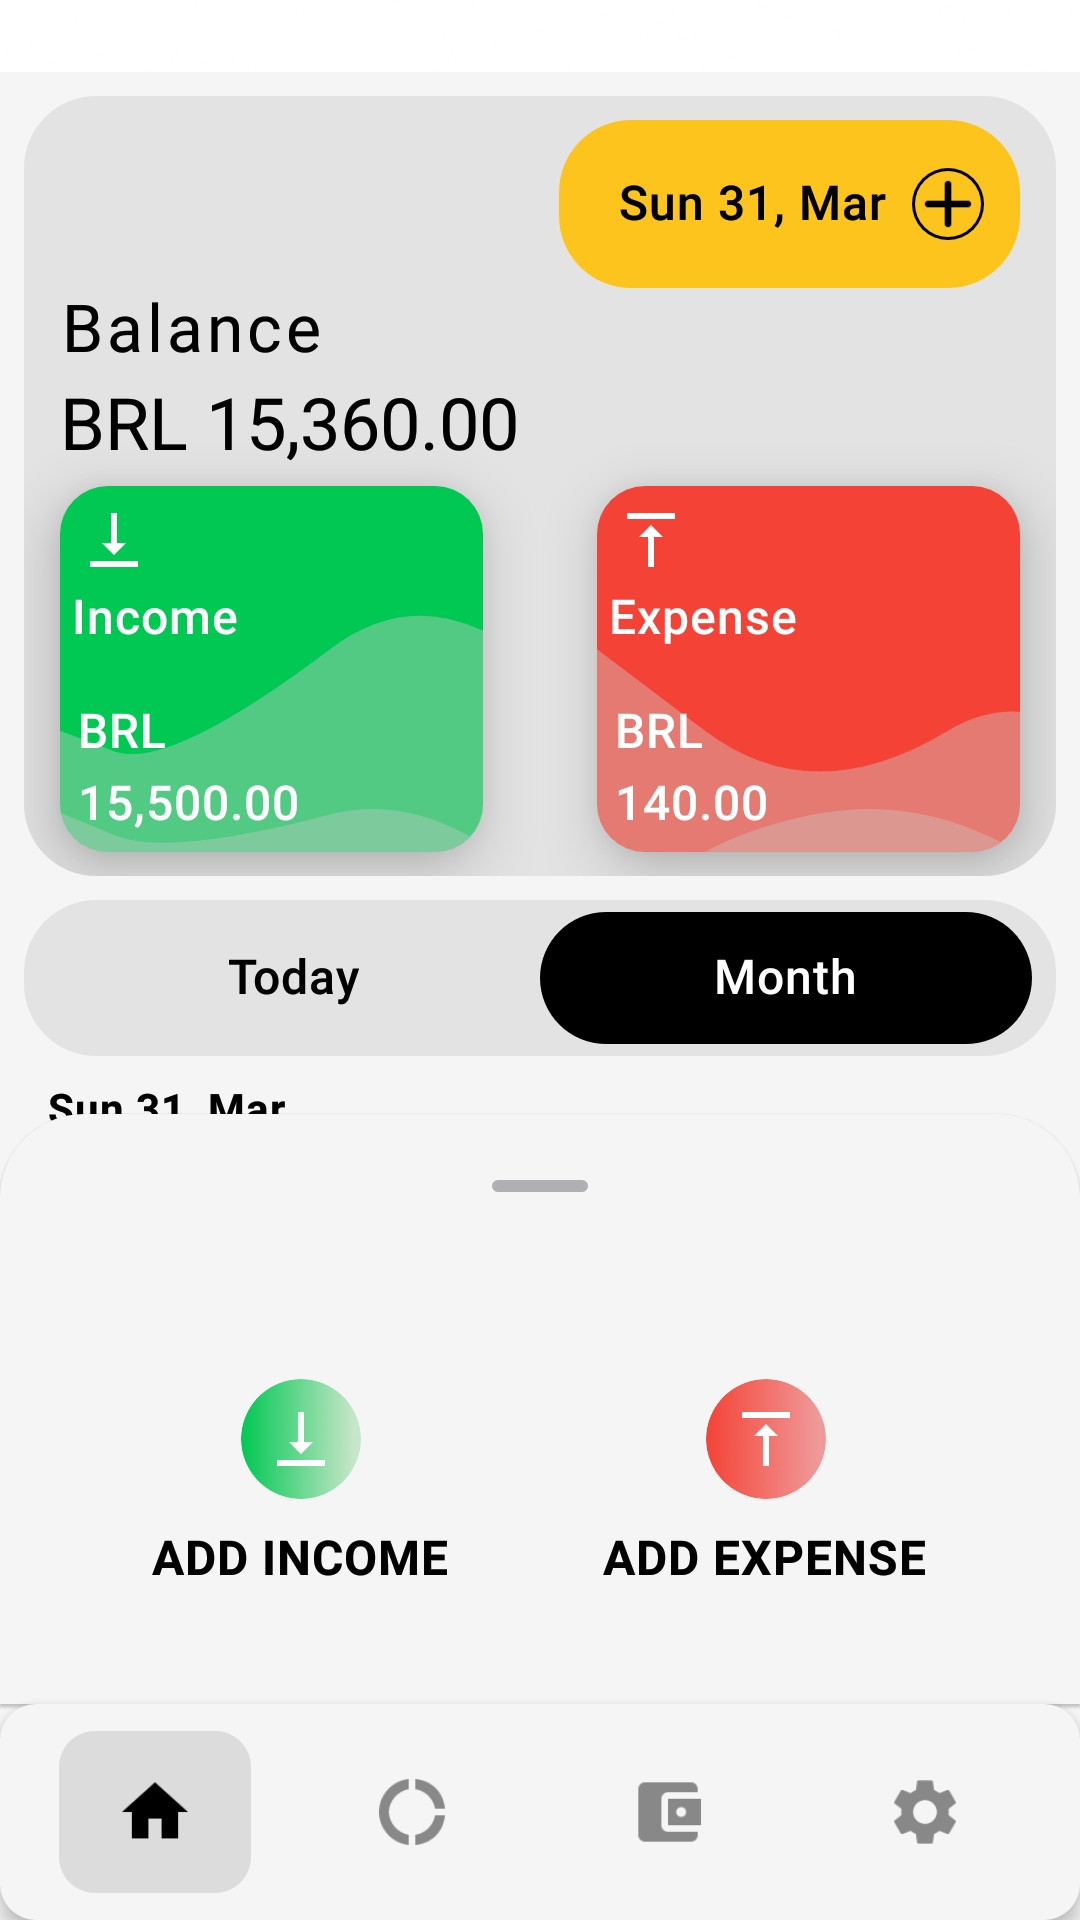 Sun 31, Mar
Balance
BRL 15,360.00
Income
BRL
15,500.00
Expense
BRL
140.00
Today
Month
Sun 31, Mar
ADD INCOME
ADD EXPENSE